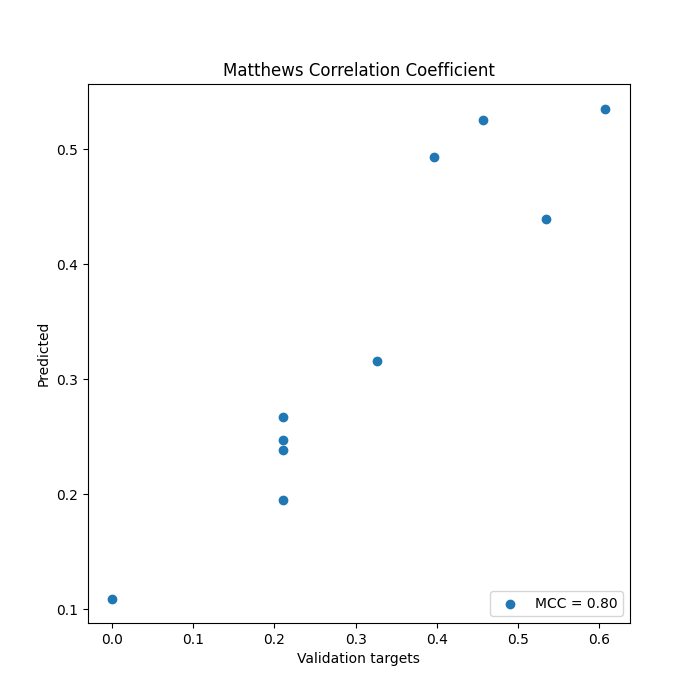 Matthews Correlation Coefficient
0.5
0.4
0.3
0.2
0.1
Predicted
MCC = 0.80
0.0 0.1 0.2 0.3 0.4 0.5 0.6
Validation targets